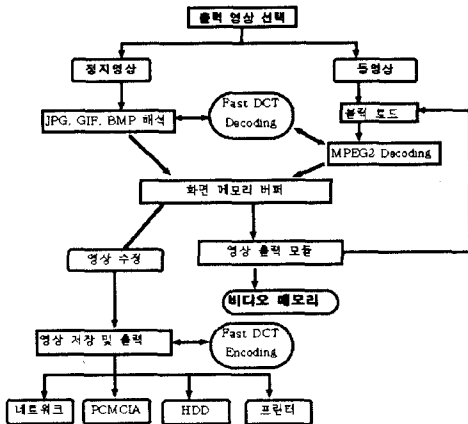 출력 영상 선택
정지영상
동영상
JPG, GIF, BMP 해석
Fast DCT
Decoding
블럭 로드
MPEG2 Decoding
화면 메모리 버퍼
영상 수정
영상 출력 모듈
비디오 메모리
영상 저장 및 출력
Fast DCT
Encoding
네트워크
PCMCIA
HDD
프린터